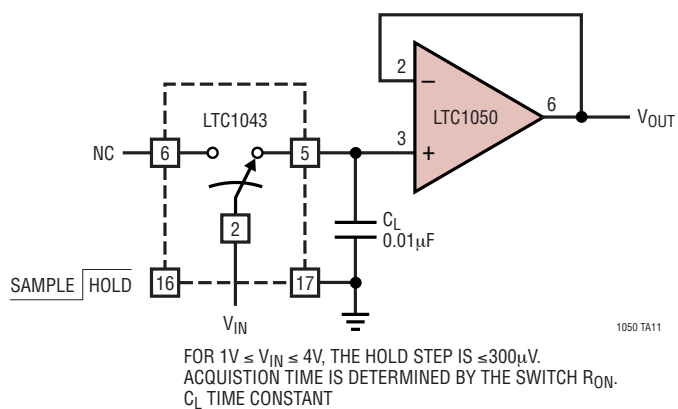 2
LTC1050
6
VOUT
3
LTC1043
NC
6
5
2
CL
0.01µF
SAMPLE HOLD
16
17
VIN
1050 TA11
FOR 1V ≤ VIN ≤ 4V, THE HOLD STEP IS ≤300µV.
ACQUISTION TIME IS DETERMINED BY THE SWITCH RON.
CL TIME CONSTANT